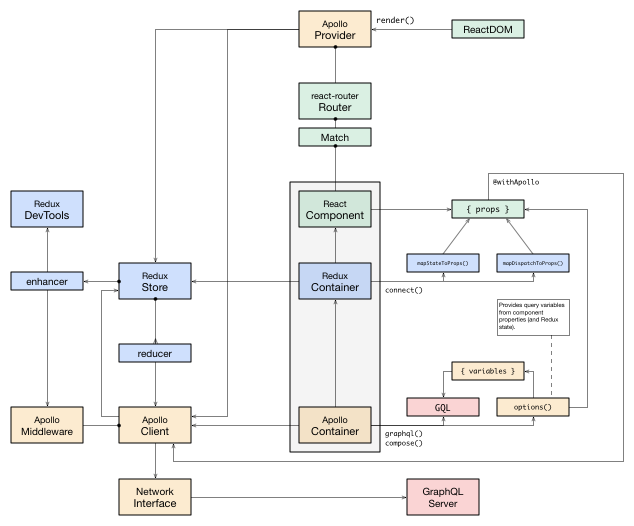 Apollo
Provider
render()
ReactDOM
react-router
Router
Match
@withApollo
Redux
DevTools
React
Component
{ props }
enhancer
Redux
Store
Redux
Container
mapStateToProps()
mapDispatchToProps()
connect()
Provides query variables
from component
properties (and Redux
state).
reducer
{ variables }
Apollo
Middleware
Apollo
Client
Apollo
Container
GQL
options()
graphql()
compose()
Network
Interface
GraphQL
Server